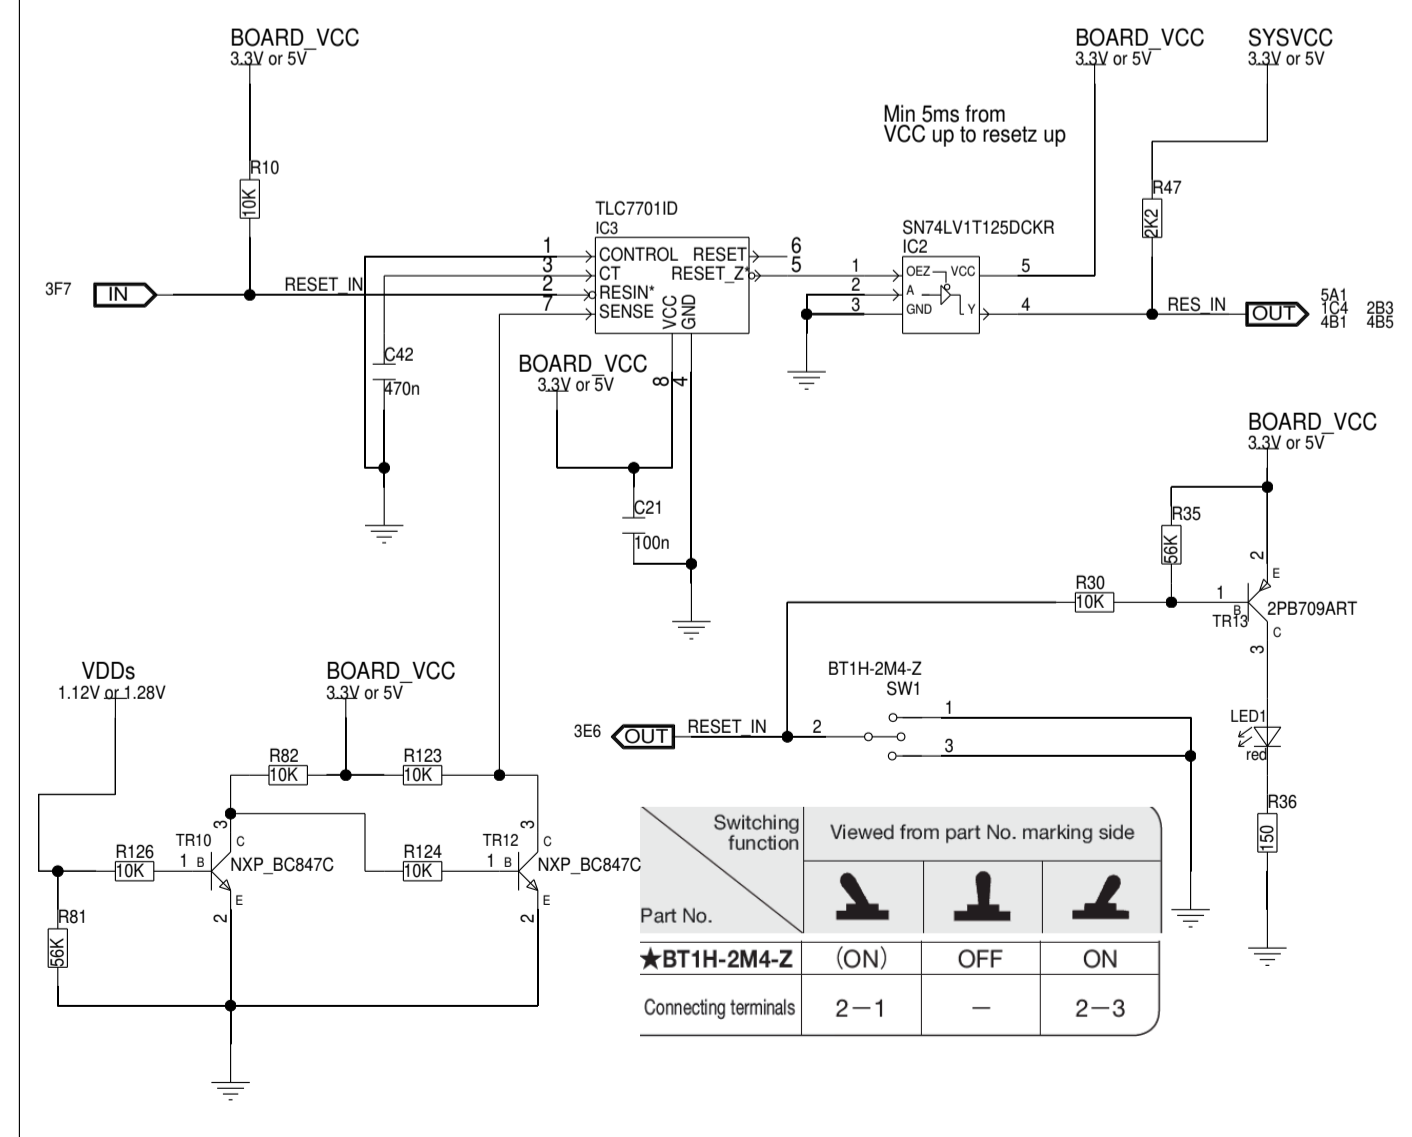 BOARD_VCC
3.3V or 5V
R10
10K
3F7
IN
RESET_IN
C42
470n
TLC7701ID
IC3
1
3
2
7
CONTROL
CT
RESIN*
SENSE
RESET
RESET_Z*
VCC
GND
6
5
8
4
BOARD_VCC
3.3V or 5V
C21
100n
Min 5ms from
VCC up to resetz up
SN74LV1T125DCKR
IC2
1
2
3
OEZ
A
GND
VCC
Y
5
4
BOARD_VCC
3.3V or 5V
SYSVCC
3.3V or 5V
R47
2K2
RES_IN
OUT
5A1
1C4 2B3
4B1 4B5
BOARD_VCC
3.3V or 5V
R35
56K
R30
10K
1
B
TR13
2
E
2PB709ART
C
3
LED1
red
R36
150
BT1H-2M4-Z
SW1
3E6
OUT
RESET_IN
2
1
3
VDDs
1.12V or 1.28V
BOARD_VCC
3.3V or 5V
R82
10K
R123
10K
TR10
1 B
3
C
NXP_BC847C
E
2
R126
10K
R81
56K
R124
10K
TR12
1 B
3
C
NXP_BC847C
E
2
Switching
function
Part No.
Viewed from part No. marking side
★BT1H-2M4-Z (ON) OFF ON
Connecting terminals 2—1 — 2—3